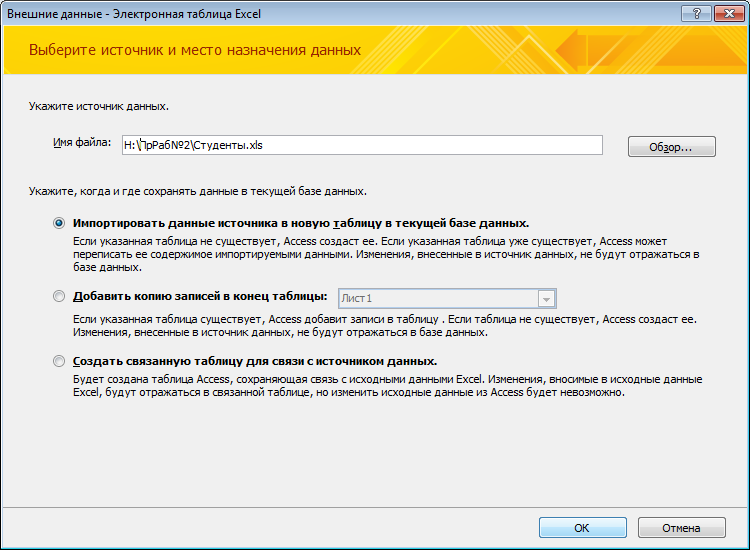 Внешние данные - Электронная таблица Excel
Выберите источник и место назначения данных
Укажите источник данных.
Имя файла: H:\ПрРаб№2\Студенты.xls Обзор...
Укажите, когда и где сохранять данные в текущей базе данных.
Импортировать данные источника в новую таблицу в текущей базе данных.
Если указанная таблица не существует, Access создаст ее. Если указанная таблица уже существует, Access может
переписать ее содержимое импортируемыми данными. Изменения, внесенные в источник данных, не будут отражаться в
базе данных.
Добавить копию записей в конец таблицы: Лист1
Если указанная таблица существует, Access добавит записи в таблицу . Если таблица не существует, Access создаст ее.
Изменения, внесенные в источник данных, не будут отражаться в базе данных.
Создать связанную таблицу для связи с источником данных.
Будет создана таблица Access, сохраняющая связь с исходными данными Excel. Изменения, вносимые в исходные данные
Excel, будут отражаться в связанной таблице, но изменить исходные данные из Access будет невозможно.
ОК Отмена